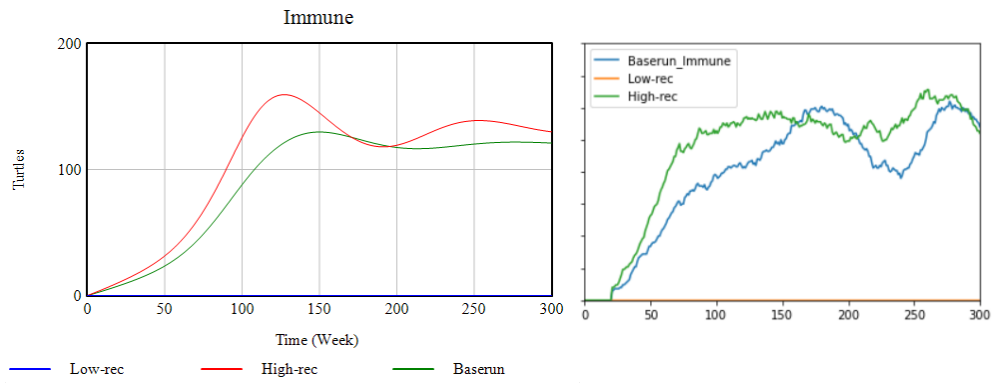 Immune
200
100
0
Turtles
0 50 100 150 200 250 300
Time (Week)
Low-rec High-rec Baserun
Baserun_Immune
Low-rec
High-rec
0 50 100 150 200 250 300